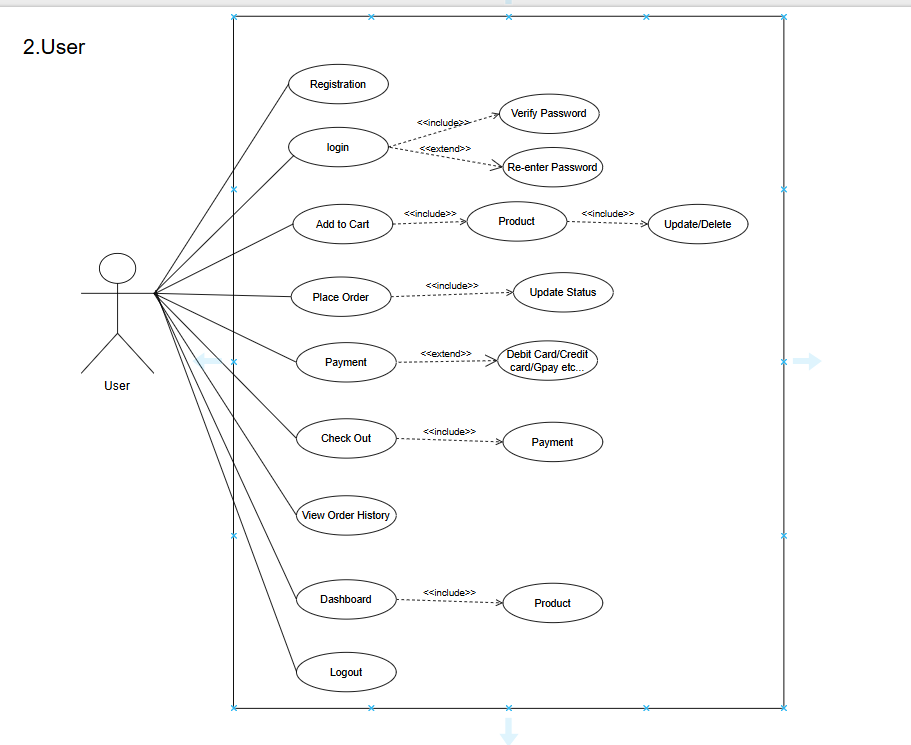 2.User
Registration
<<include>>
Verify Password
login
<<extend>>
Re-enter Password
Add to Cart
<<include>>
Product
<<include>>
Update/Delete
Place Order
<<include>>
Update Status
Payment
<<extend>>
Debit Card/Credit
card/Gpay etc...
User
Check Out
<<include>>
Payment
View Order History
Dashboard
<<include>>
Product
Logout